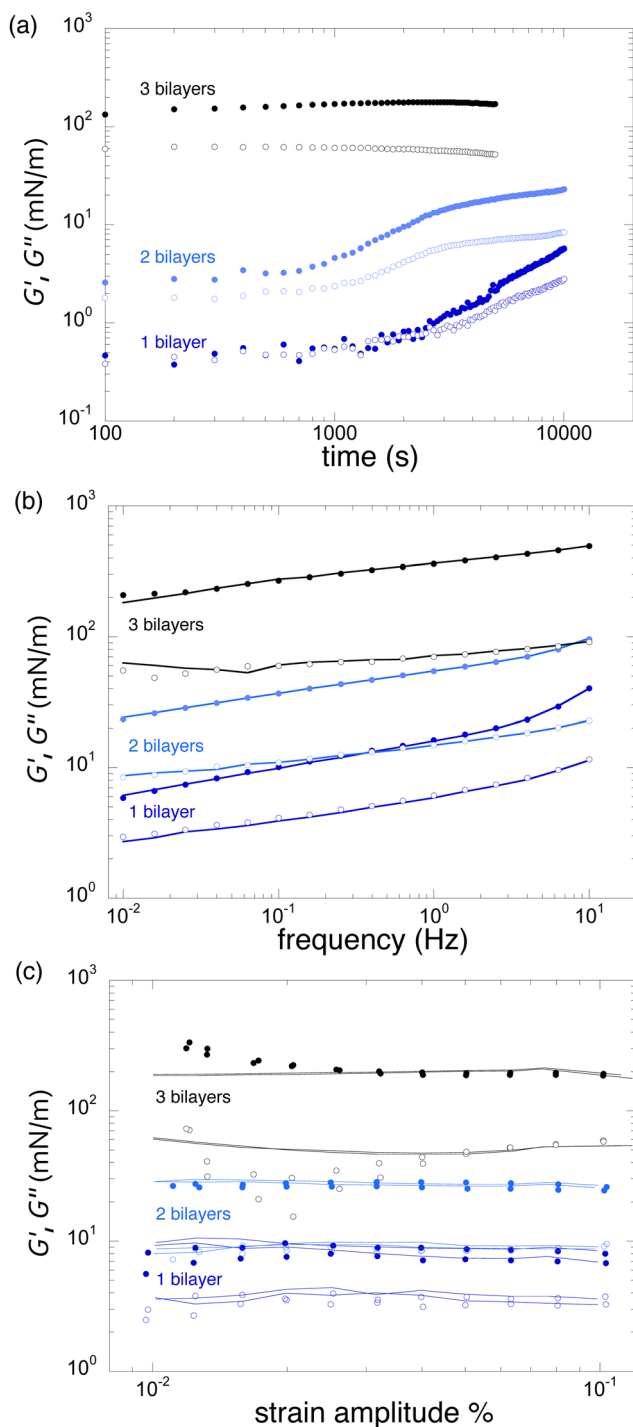 (a)
10³
3 bilayers
10²
G', G" (mN/m)
10¹
2 bilayers
10⁰
1 bilayer
10⁻¹
100 1000 10000
time (s)
(b)
10³
3 bilayers
10²
G', G" (mN/m)
2 bilayers
10¹
1 bilayer
10⁰
10⁻² 10⁻¹ 10⁰ 10¹
frequency (Hz)
(c)
10³
3 bilayers
10²
G', G" (mN/m)
2 bilayers
10¹
1 bilayer
10⁰
10⁻² 10⁻¹
strain amplitude %